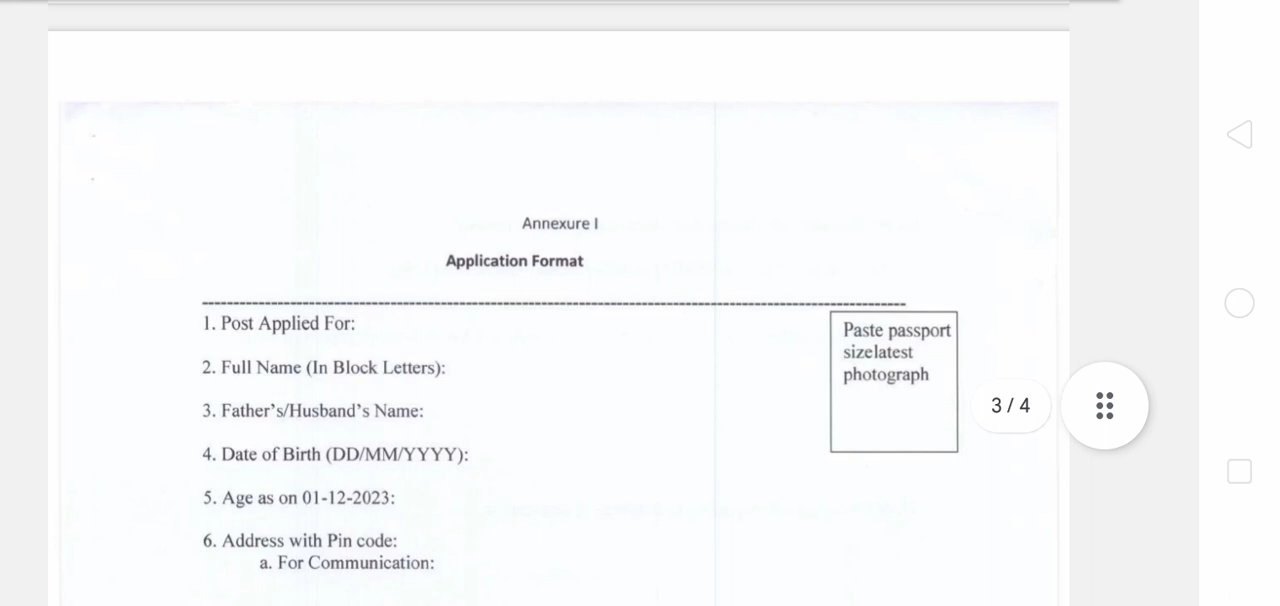 Annexure I
Application Format
1. Post Applied For:
Paste passport
sizelatest
photograph
2. Full Name (In Block Letters):
3. Father's/Husband's Name:
4. Date of Birth (DD/MM/YYYY):
5. Age as on 01-12-2023:
6. Address with Pin code:
a. For Communication:
3 / 4